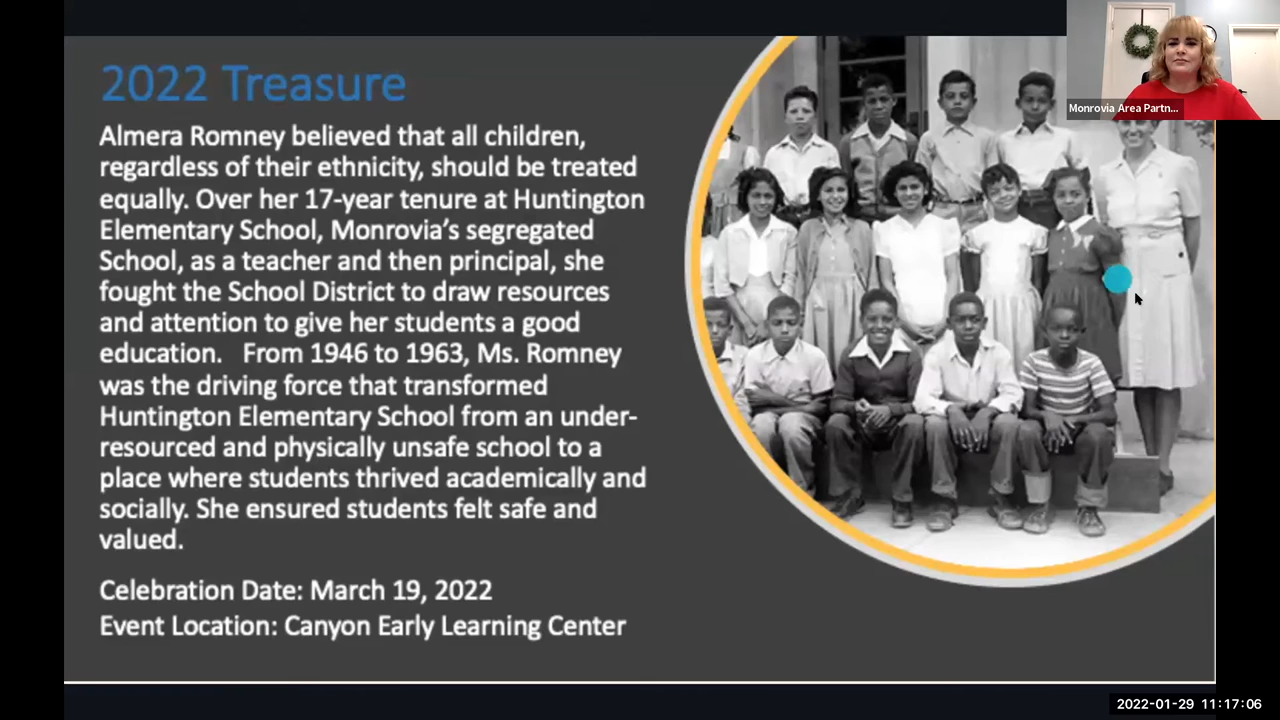 2022 Treasure
Almera Romney believed that all children,
regardless of their ethnicity, should be treated
equally. Over her 17-year tenure at Huntington
Elementary School, Monrovia’s segregated
School, as a teacher and then principal, she
fought the School District to draw resources
and attention to give her students a good
education.   From 1946 to 1963, Ms. Romney
was the driving force that transformed
Huntington Elementary School from an under-
resourced and physically unsafe school to a
place where students thrived academically and
socially. She ensured students felt safe and
valued.
Celebration Date: March 19, 2022
Event Location: Canyon Early Learning Center
Monrovia Area Partn...
2022-01-29 11:17:06